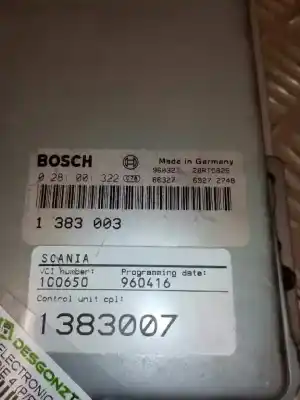 BOSCH
Made in Germany
0 281 001 322
1 383 003
SCANIA
VCI number: Programming date:
100650 960416
Control unit cpl:
1383007
DESGONZT